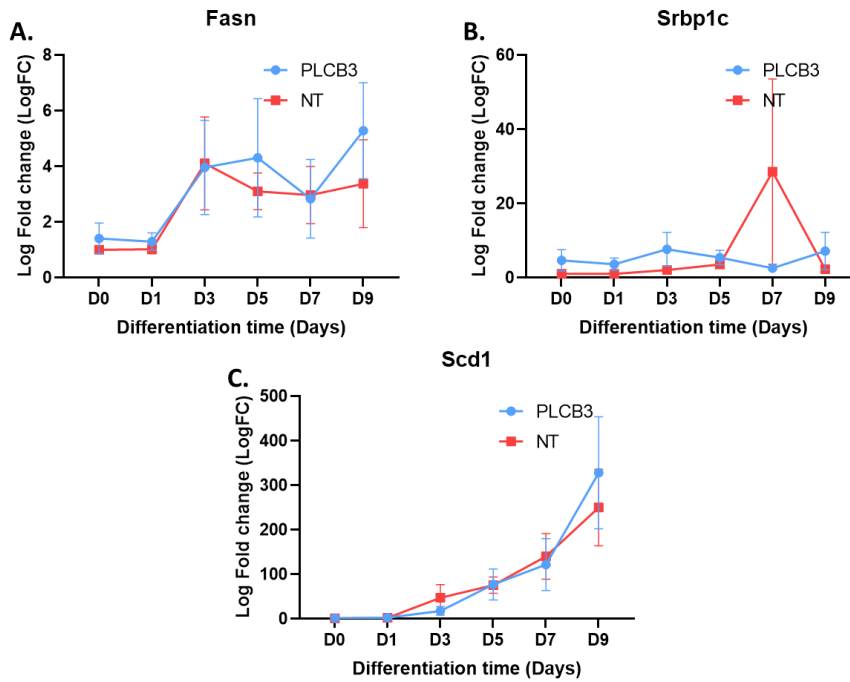 A.
Fasn
Log Fold change (LogFC)
8
6
4
2
0
PLCB3
NT
D0 D1 D3 D5 D7 D9
Differentiation time (Days)
B.
Srbp1c
Log Fold change (LogFC)
60
40
20
0
PLCB3
NT
D0 D1 D3 D5 D7 D9
Differentiation time (Days)
C.
Scd1
Log Fold change (LogFC)
500
400
300
200
100
0
PLCB3
NT
D0 D1 D3 D5 D7 D9
Differentiation time (Days)